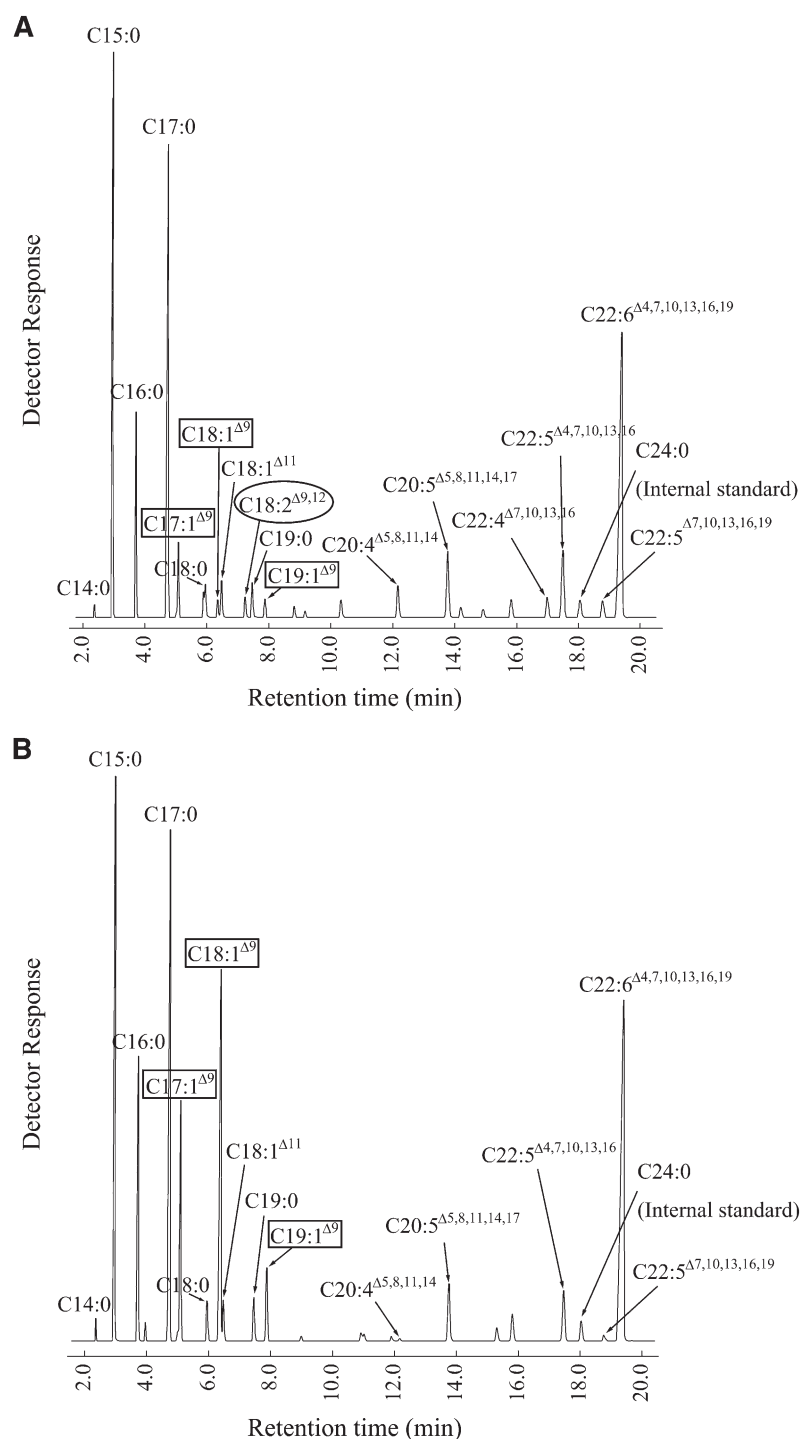 A
C15:0
C17:0
C22:6Δ4,7,10,13,16,19
C16:0
C18:1Δ9
C22:5Δ4,7,10,13,16
C24:0
(Internal standard)
C18:1Δ11
C20:5Δ5,8,11,14,17
C18:2Δ9,12
C17:1Δ9
C22:4Δ7,10,13,16
C22:5Δ7,10,13,16,19
C19:0
C20:4Δ5,8,11,14
C18:0
C19:1Δ9
C14:0
Detector Response
2.0 4.0 6.0 8.0 10.0 12.0 14.0 16.0 18.0 20.0
Retention time (min)
B
C15:0
C17:0
C18:1Δ9
C22:6Δ4,7,10,13,16,19
C16:0
C17:1Δ9
C18:1Δ11
C22:5Δ4,7,10,13,16
C24:0
(Internal standard)
C19:0
C20:5Δ5,8,11,14,17
C19:1Δ9
C22:5Δ7,10,13,16,19
C18:0
C20:4Δ5,8,11,14
C14:0
Detector Response
2.0 4.0 6.0 8.0 10.0 12.0 14.0 16.0 18.0 20.0
Retention time (min)